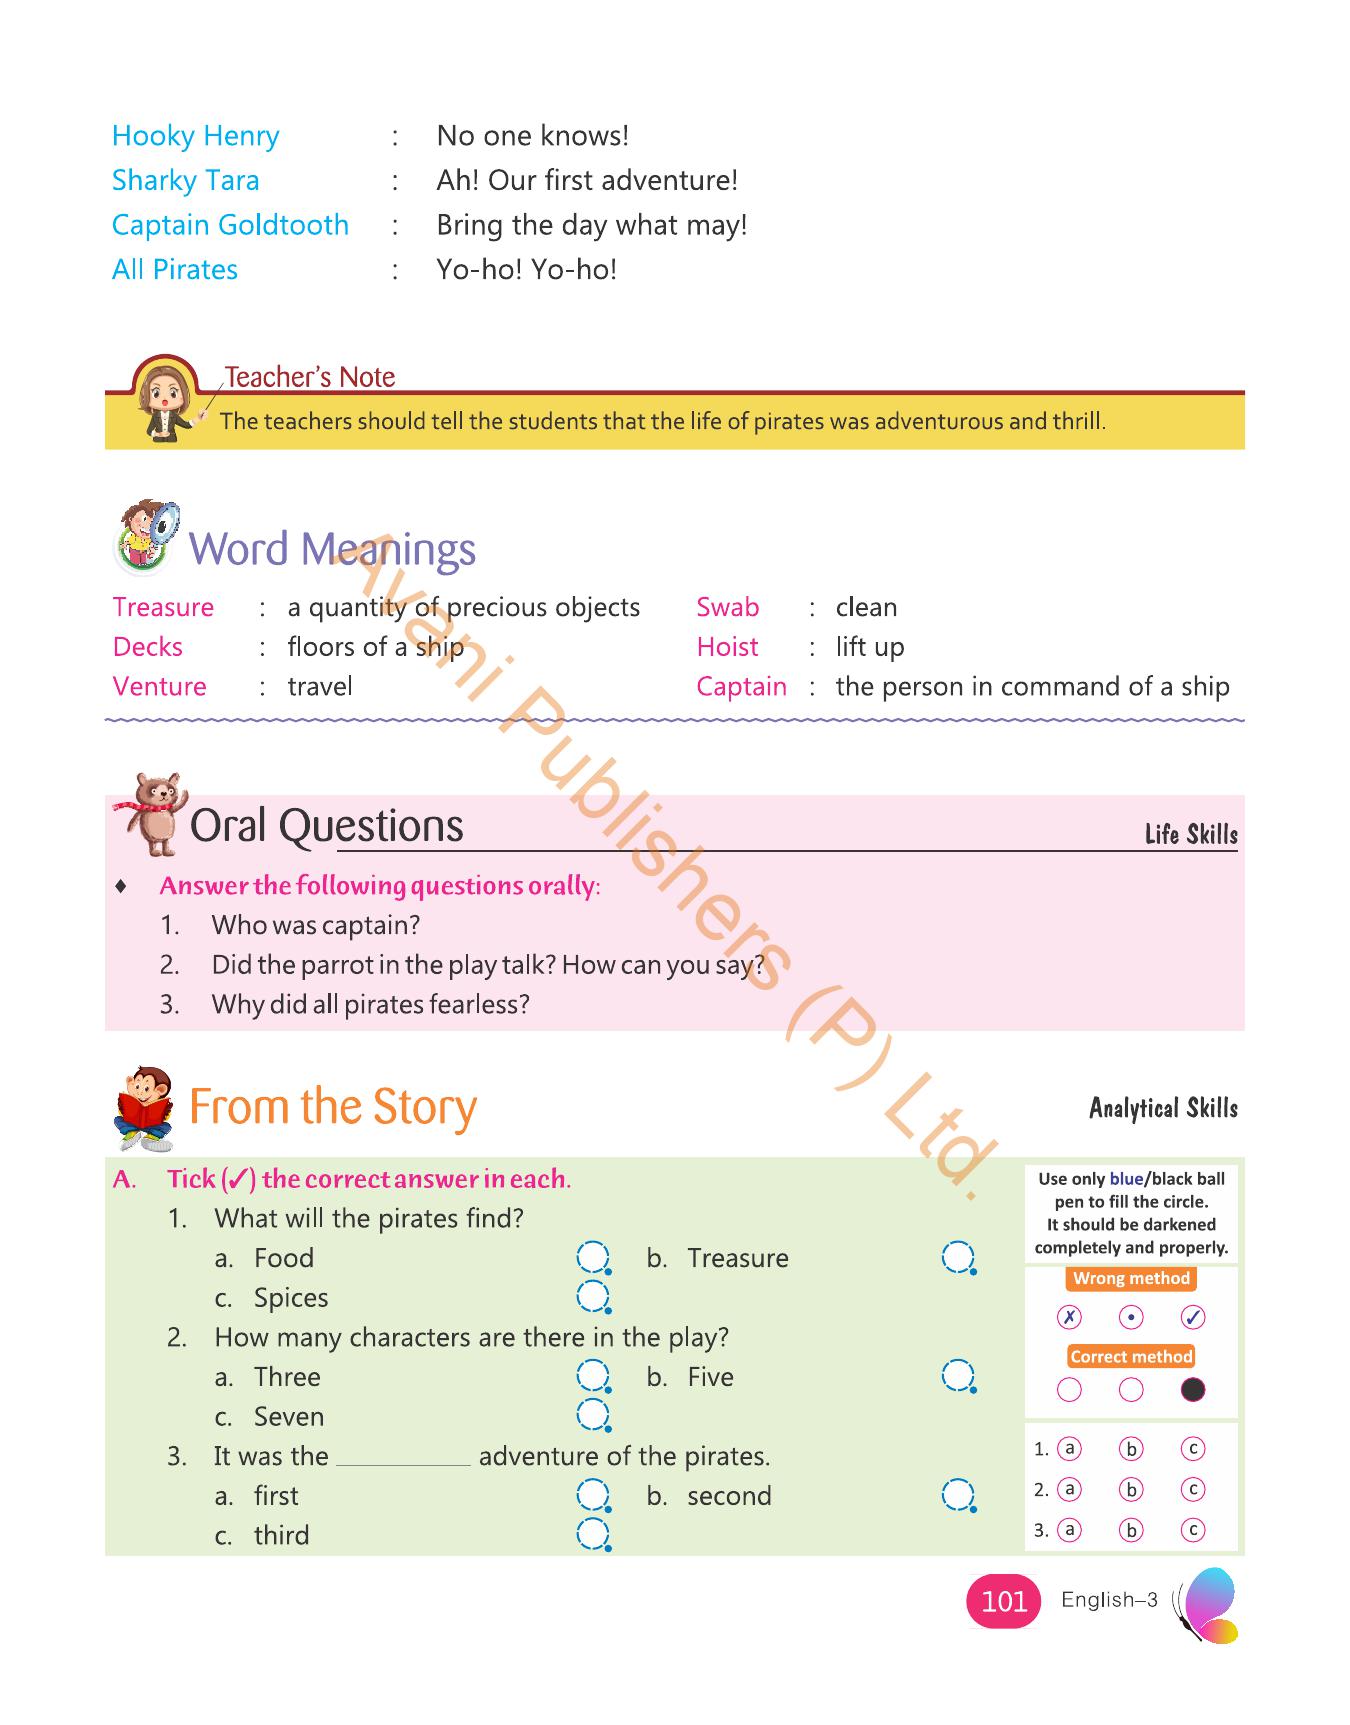 Hooky Henry : No one knows!
Sharky Tara : Ah! Our first adventure!
Captain Goldtooth : Bring the day what may!
All Pirates : Yo-ho! Yo-ho!
Teacher's Note
The teachers should tell the students that the life of pirates was adventurous and thrill.
Word Meanings
Treasure : a quantity of precious objects Swab : clean
Decks : floors of a ship Hoist : lift up
Venture : travel Captain : the person in command of a ship
Avani Publishers (P) Ltd.
Oral Questions Life Skills
♦ Answer the following questions orally:
1. Who was captain?
2. Did the parrot in the play talk? How can you say?
3. Why did all pirates fearless?
From the Story Analytical Skills
A. Tick (✓) the correct answer in each.
1. What will the pirates find?
a. Food b. Treasure
c. Spices
2. How many characters are there in the play?
a. Three b. Five
c. Seven
3. It was the __________ adventure of the pirates.
a. first b. second
c. third
Use only blue/black ball
pen to fill the circle.
It should be darkened
completely and properly.
Wrong method
✗ • ✓
Correct method
1. a b c
2. a b c
3. a b c
101 English–3